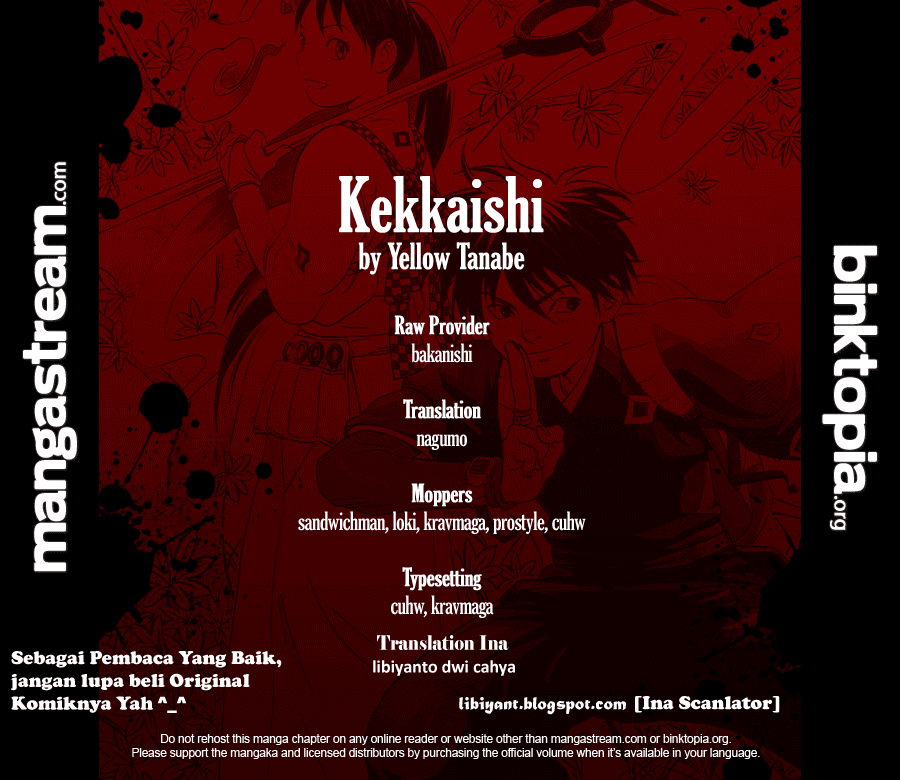 mangastream.com
Kekkaishi
by Yellow Tanabe
Raw Provider
bakanishi
Translation
nagumo
Moppers
sandwichman, loki, kravmaga, prostyle, cuhw
Typesetting
cuhw, kravmaga
Translation Ina
libiyanto dwi cahya
binktopia.org
Sebagai Pembaca Yang Baik,
jangan lupa beli Original
Komiknya Yah ^_^
libiyant.blogspot.com [Ina Scanlator]
Do not rehost this manga chapter on any online reader or website other than mangastream.com or binktopia.org.
Please support the mangaka and licensed distributors by purchasing the official volume when it's available in your language.